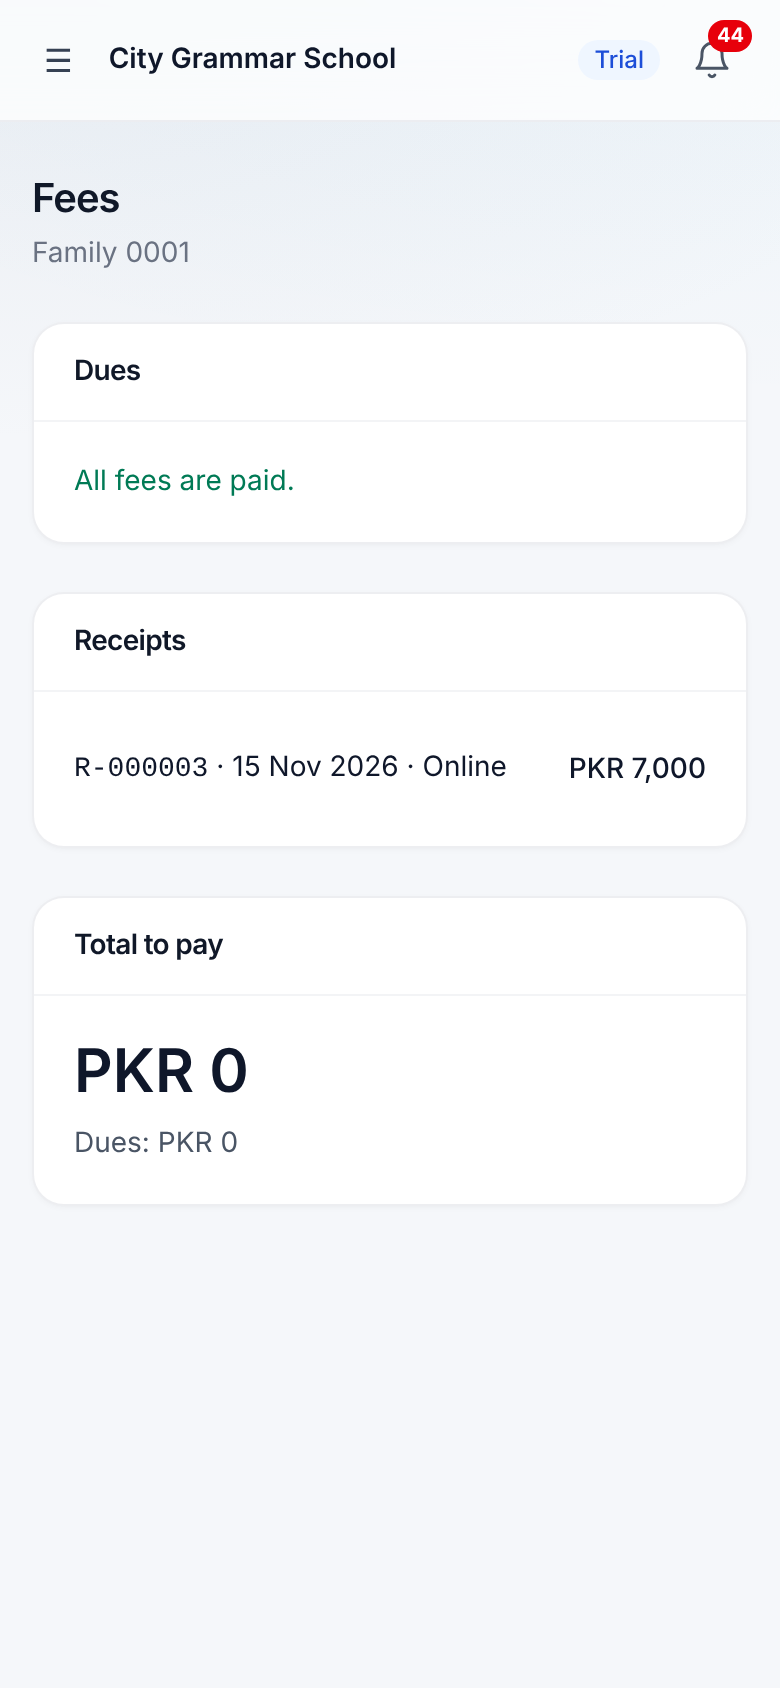 ☰ City Grammar School Trial 44
Fees
Family 0001
Dues
All fees are paid.
Receipts
R-000003 · 15 Nov 2026 · Online PKR 7,000
Total to pay
PKR 0
Dues: PKR 0